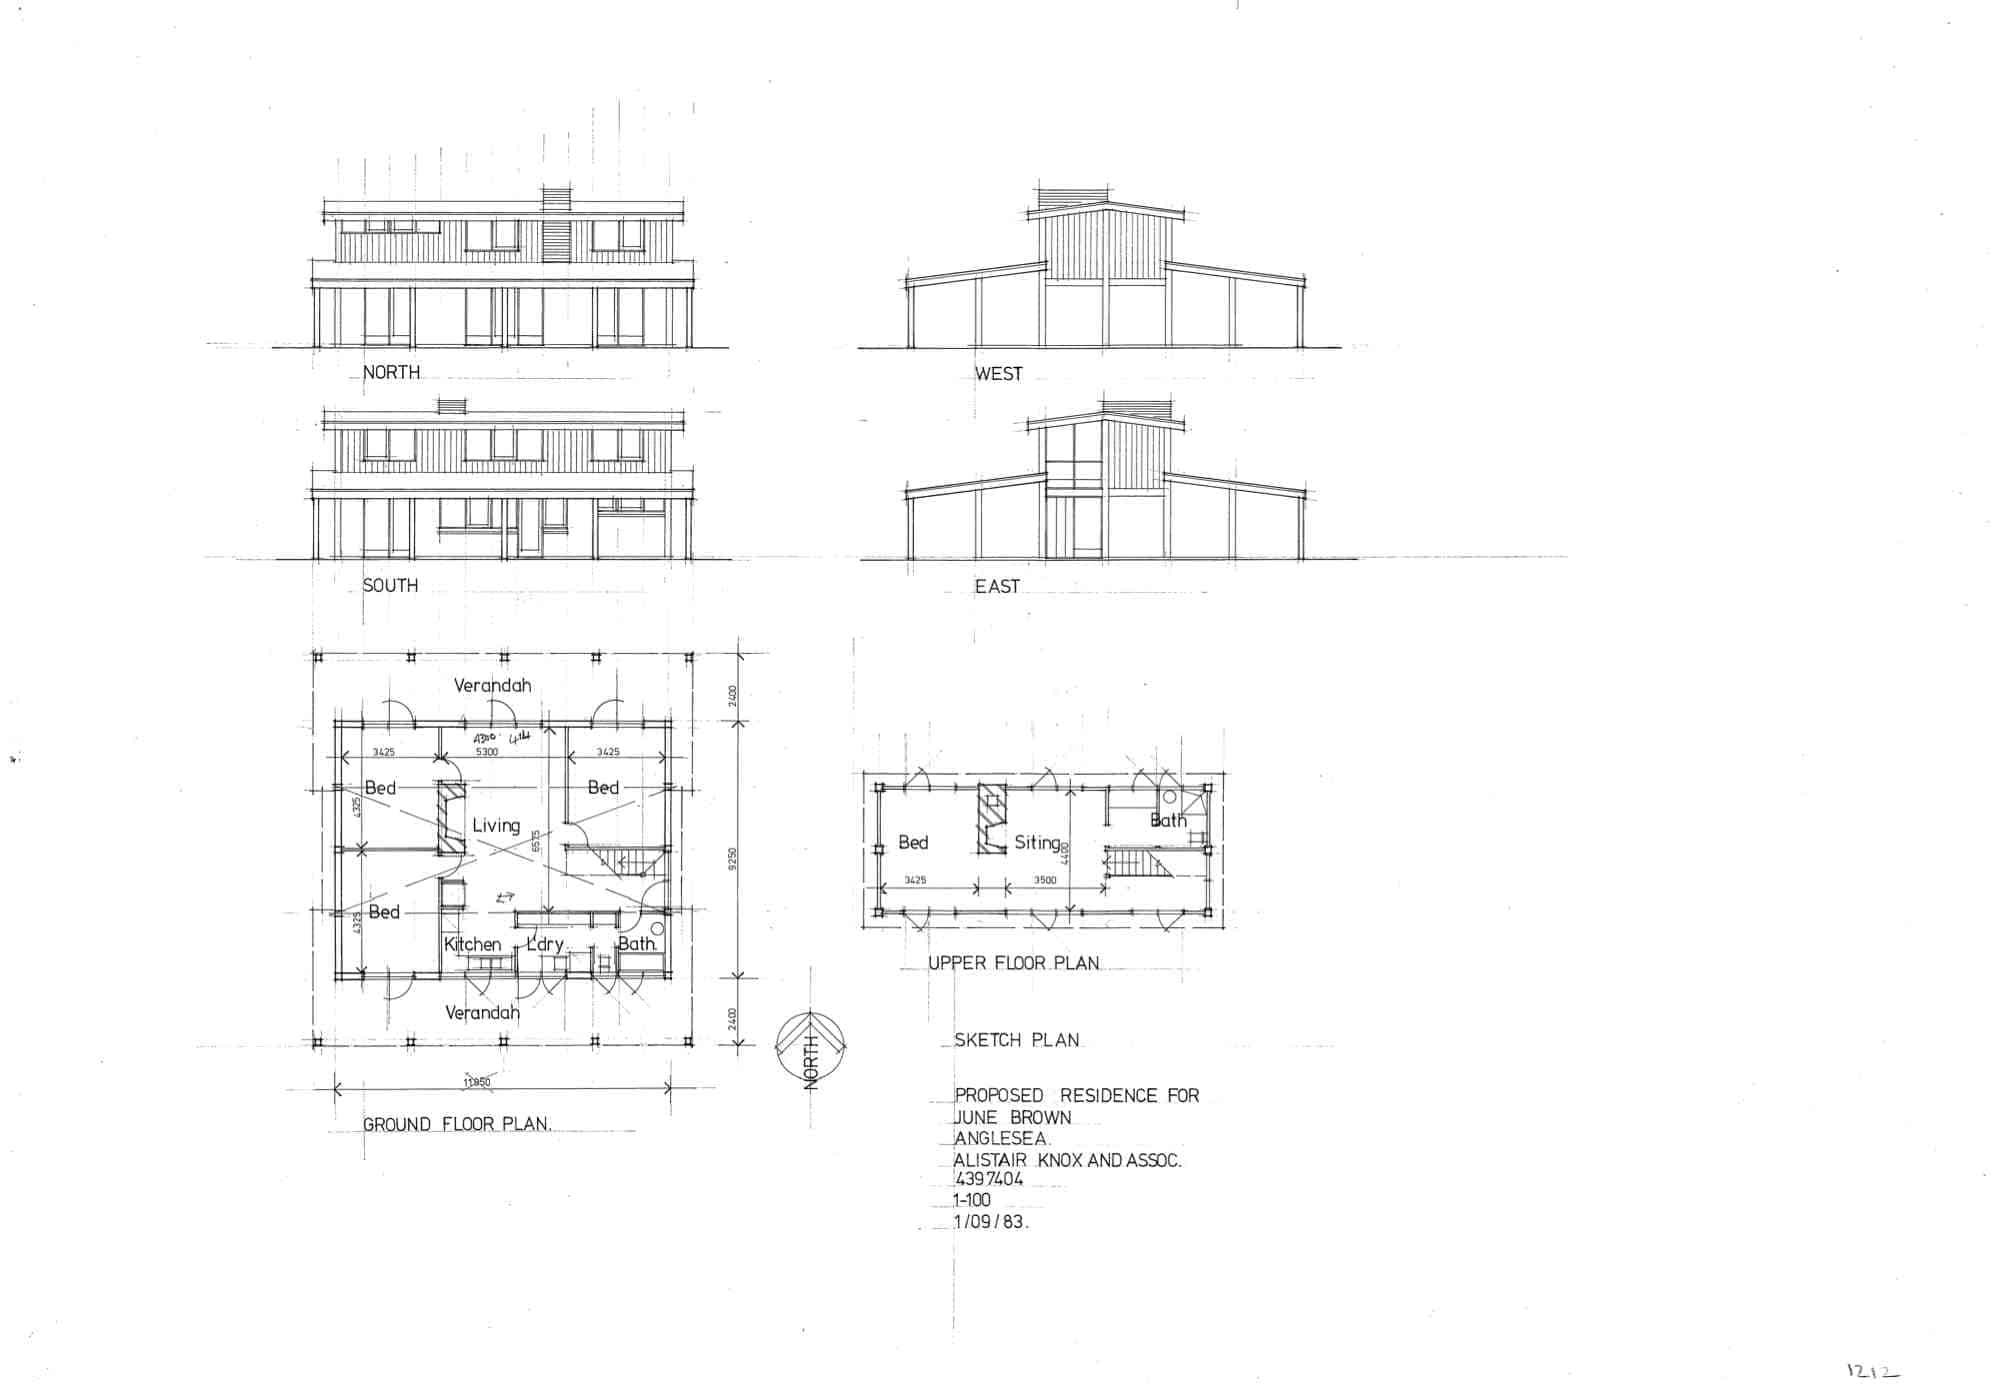 NORTH
WEST
SOUTH
EAST
Verandah
2400
4300
3425
5300
3425
Bed
Bed
4325
Living
6575
9250
4325
Bed
Kitchen
L'dry
Bath.
Verandah
2400
11850
GROUND FLOOR PLAN.
NORTH
Bed
Siting
Bath
4400
3425
3500
UPPER FLOOR PLAN
SKETCH PLAN
PROPOSED RESIDENCE FOR
JUNE BROWN
ANGLESEA.
ALISTAIR KNOX AND ASSOC.
4397404
1-100
1/09/83.
1212